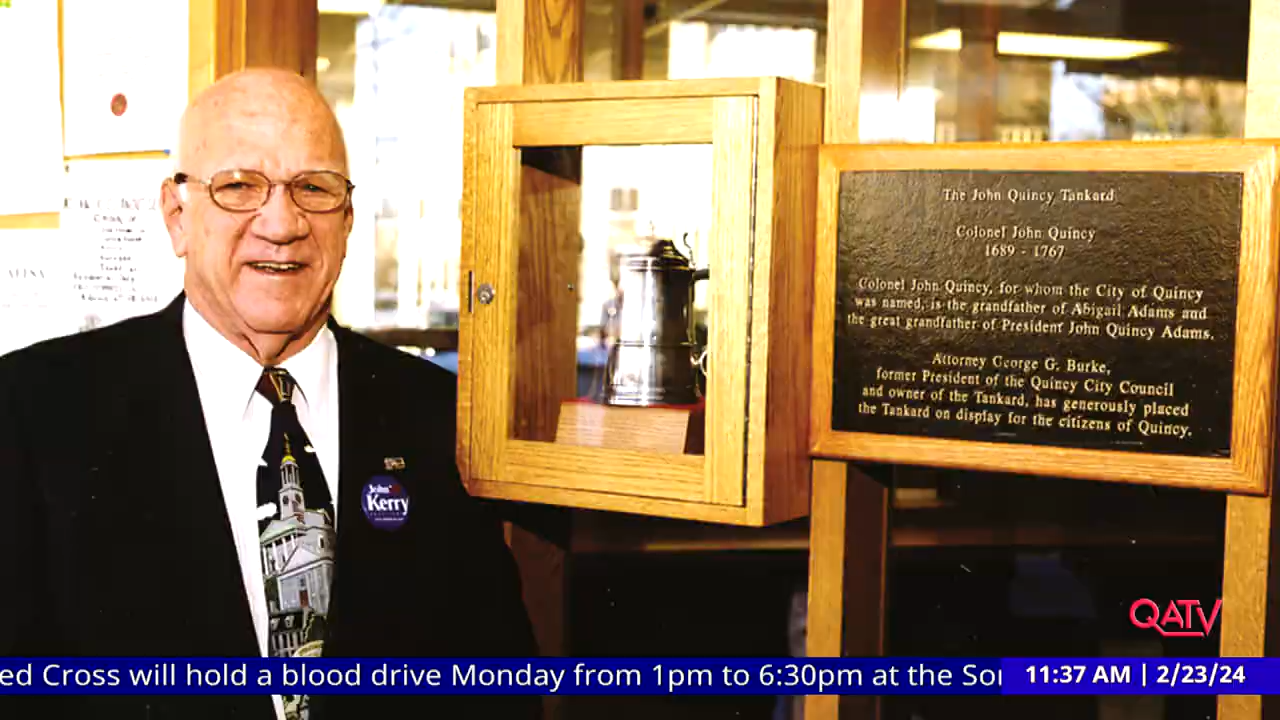 The John Quincy Tankard
Colonel John Quincy
1689 - 1767
Colonel John Quincy, for whom the City of Quincy
was named, is the grandfather of Abigail Adams and
the great grandfather of President John Quincy Adams.
Attorney George G. Burke,
former President of the Quincy City Council
and owner of the Tankard, has generously placed
the Tankard on display for the citizens of Quincy.
John
Kerry
QATV
ed Cross will hold a blood drive Monday from 1pm to 6:30pm at the So
11:37 AM | 2/23/24